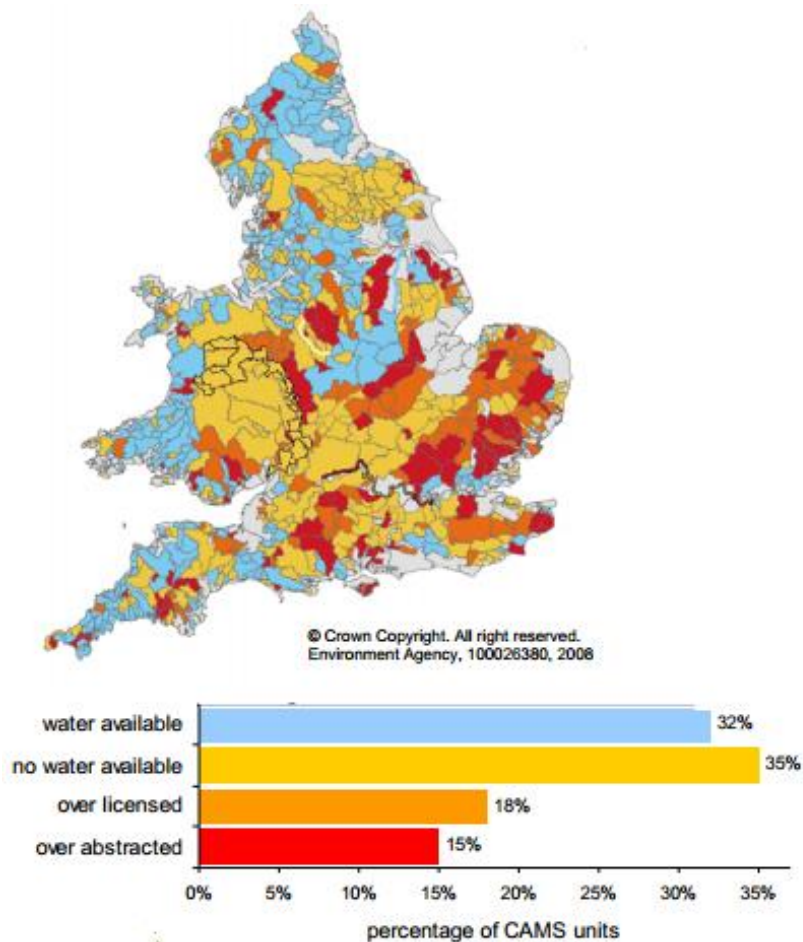 © Crown Copyright. All right reserved.
Environment Agency, 100026380, 2008
water available 32%
no water available 35%
over licensed 18%
over abstracted 15%
0% 5% 10% 15% 20% 25% 30% 35%
percentage of CAMS units